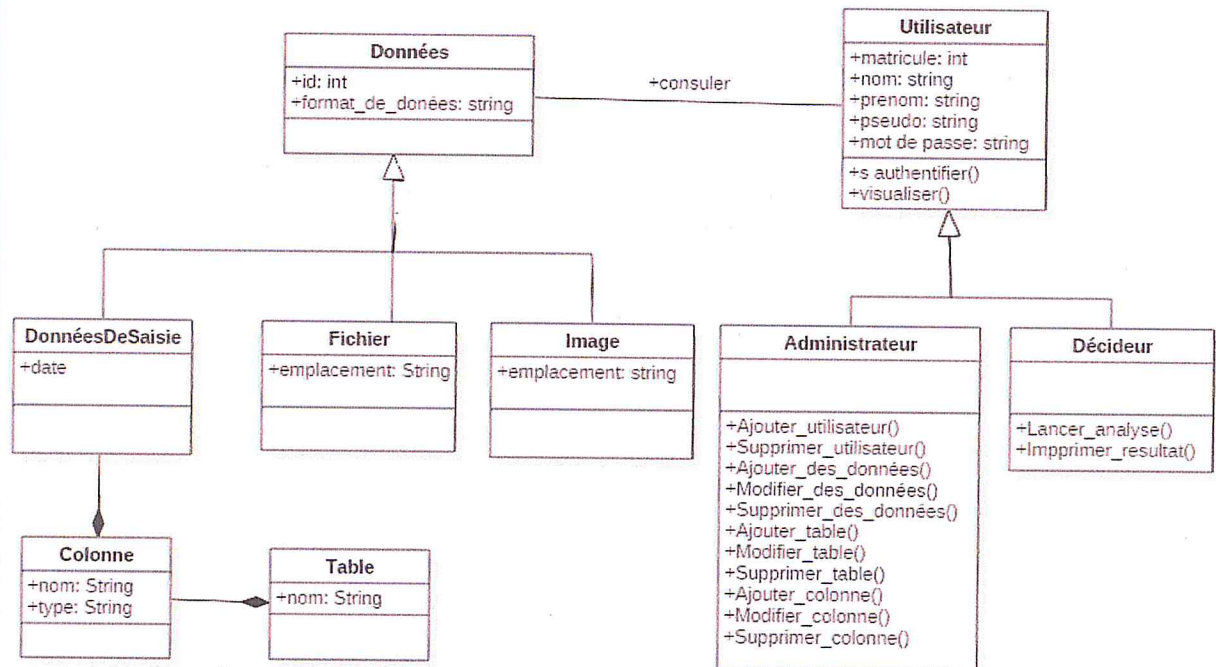 Données
+id: int
+format_de_donées: string
+consuler
Utilisateur
+matricule: int
+nom: string
+prenom: string
+pseudo: string
+mot de passe: string
+s authentifier()
+visualiser()
DonnéesDeSaisie
+date
Fichier
+emplacement: String
Image
+emplacement: string
Administrateur
+Ajouter_utilisateur()
+Supprimer_utilisateur()
+Ajouter_des_données()
+Modifier_des_données()
+Supprimer_des_données()
+Ajouter_table()
+Modifier_table()
+Supprimer_table()
+Ajouter_colonne()
+Modifier_colonne()
+Supprimer_colonne()
Décideur
+Lancer_analyse()
+Impprimer_resultat()
Colonne
+nom: String
+type: String
Table
+nom: String